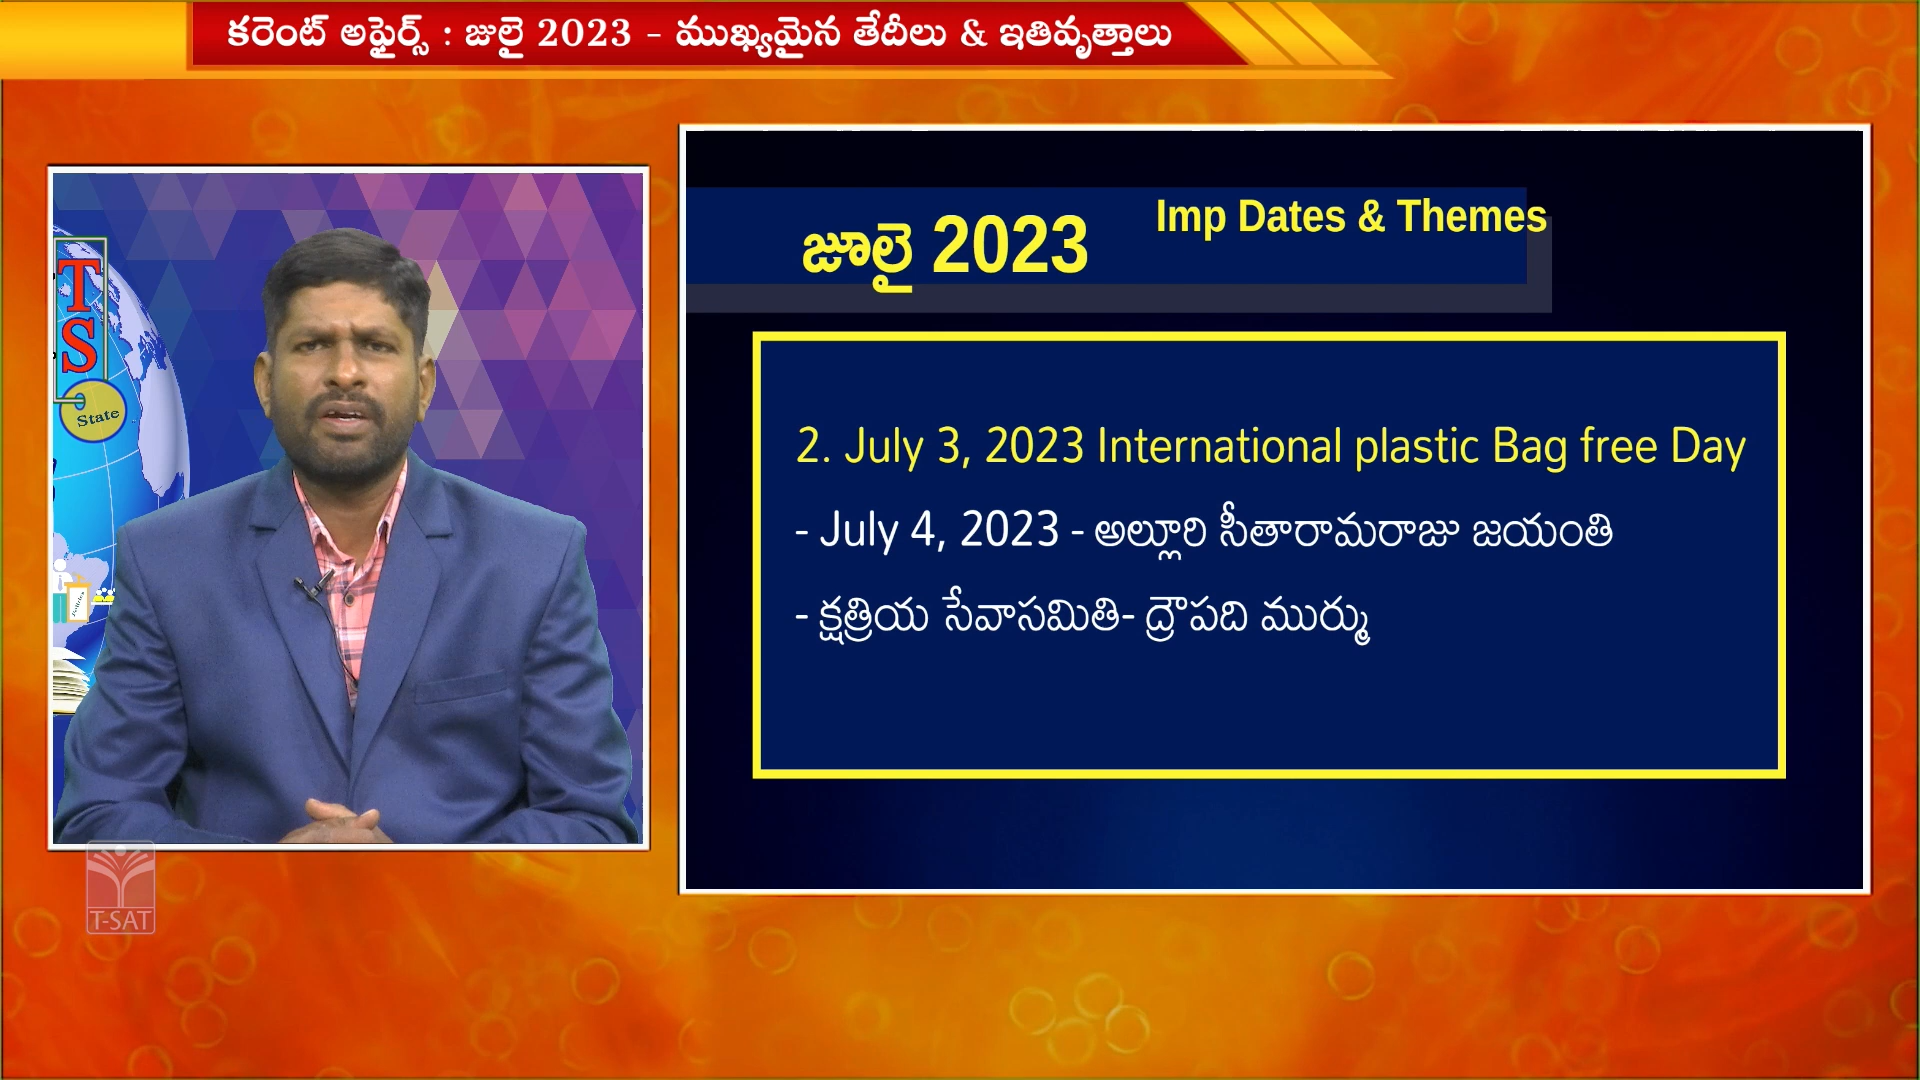 కరెంట్ అఫైర్స్ : జులై 2023 - ముఖ్యమైన తేదీలు & ఇతివృత్తాలు
జూలై 2023
Imp Dates & Themes
2. July 3, 2023 International plastic Bag free Day
- July 4, 2023 - అల్లూరి సీతారామరాజు జయంతి
- క్షత్రియ సేవాసమితి- ద్రౌపది ముర్ము
T
S
State
T-SAT